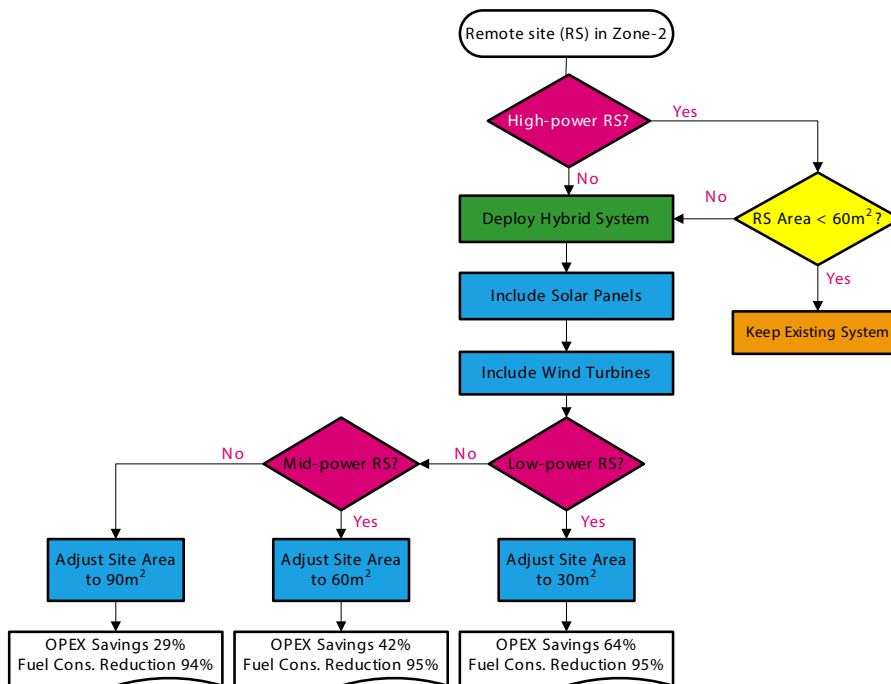 Remote site (RS) in Zone-2
High-power RS?
Yes
No
Deploy Hybrid System
No
RS Area < 60m²?
Yes
Include Solar Panels
Keep Existing System
Include Wind Turbines
No
Mid-power RS?
No
Low-power RS?
Yes
Yes
Adjust Site Area
to 90m²
Adjust Site Area
to 60m²
Adjust Site Area
to 30m²
OPEX Savings 29%
Fuel Cons. Reduction 94%
OPEX Savings 42%
Fuel Cons. Reduction 95%
OPEX Savings 64%
Fuel Cons. Reduction 95%